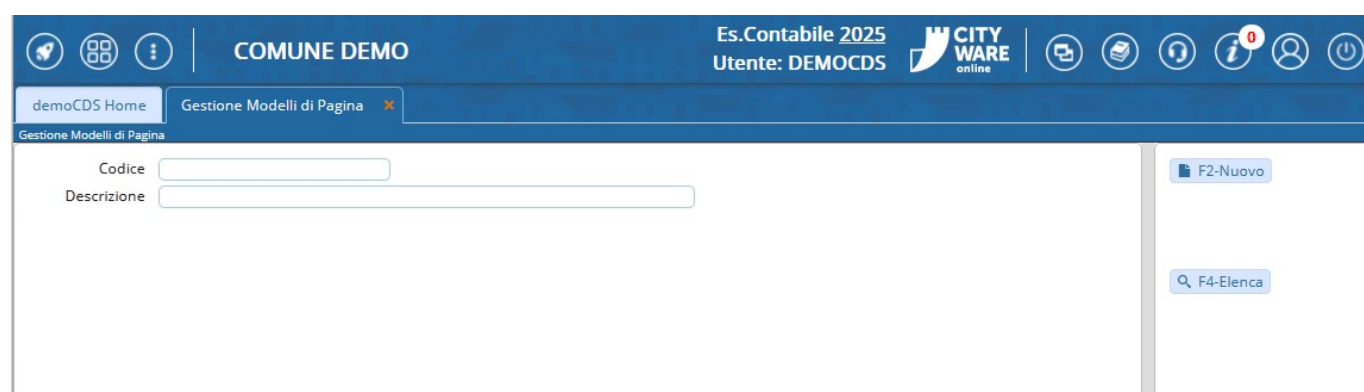 COMUNE DEMO
Es.Contabile 2025
Utente: DEMOCDS
CITY
WARE
online
0
demoCDS Home
Gestione Modelli di Pagina
Gestione Modelli di Pagina
Codice
F2-Nuovo
Descrizione
F4-Elenca